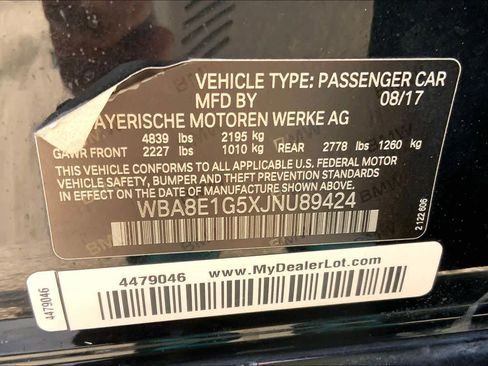 VEHICLE TYPE: PASSENGER CAR
MFD BY 08/17
AYERISCHE MOTOREN WERKE AG
4839 lbs 2195 kg
GAWR FRONT 2227 lbs 1010 kg REAR 2778 lbs 1260 kg
THIS VEHICLE CONFORMS TO ALL APPLICABLE U.S. FEDERAL MOTOR
VEHICLE SAFETY, BUMPER AND THEFT PREVENTION STANDARDS
IN EFFECT ON THE DATE OF MANUFACTURE SHOWN ABOVE.
WBA8E1G5XJNU89424
2 122 606
4479046 www.MyDealerLot.com
4479046